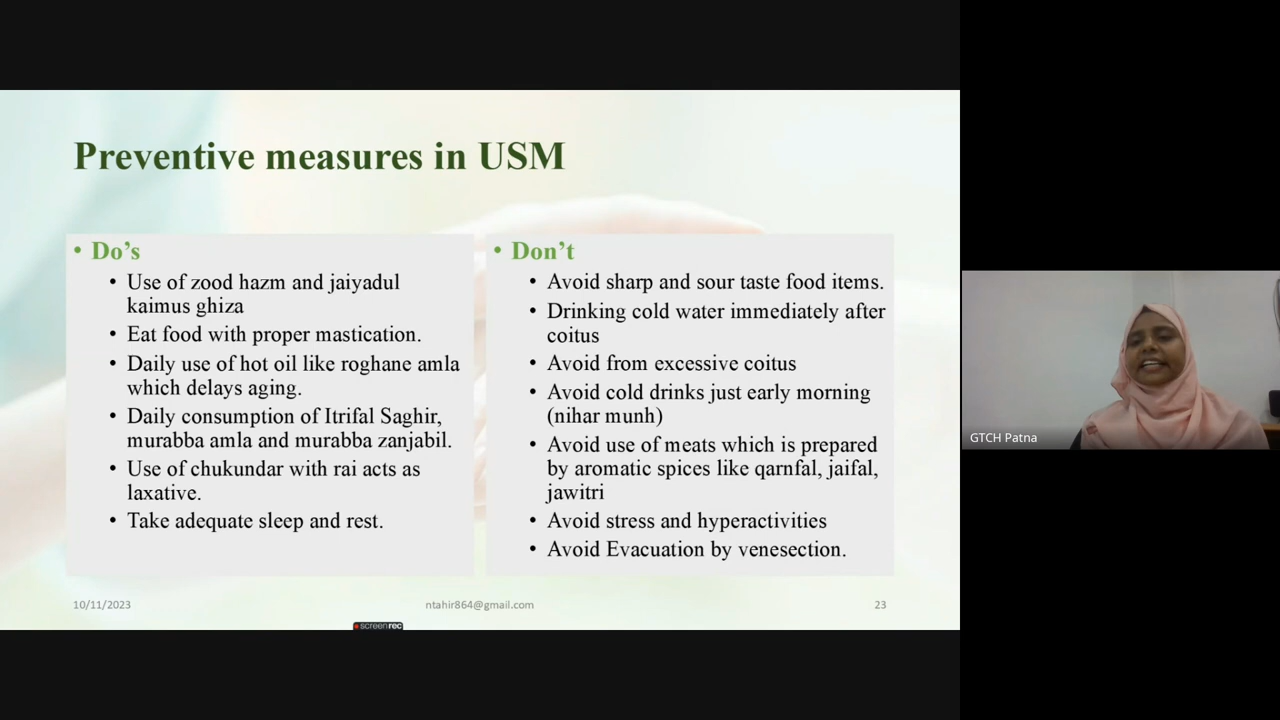 Preventive measures in USM
• Do's
• Use of zood hazm and jaiyadul
kaimus ghiza
• Eat food with proper mastication.
• Daily use of hot oil like roghane amla
which delays aging.
• Daily consumption of Itrifal Saghir,
murabba amla and murabba zanjabil.
• Use of chukundar with rai acts as
laxative.
• Take adequate sleep and rest.
• Don't
• Avoid sharp and sour taste food items.
• Drinking cold water immediately after
coitus
• Avoid from excessive coitus
• Avoid cold drinks just early morning
(nihar munh)
• Avoid use of meats which is prepared
by aromatic spices like qarnfal, jaifal,
jawitri
• Avoid stress and hyperactivities
• Avoid Evacuation by venesection.
10/11/2023
ntahir864@gmail.com
23
screenrec
GTCH Patna